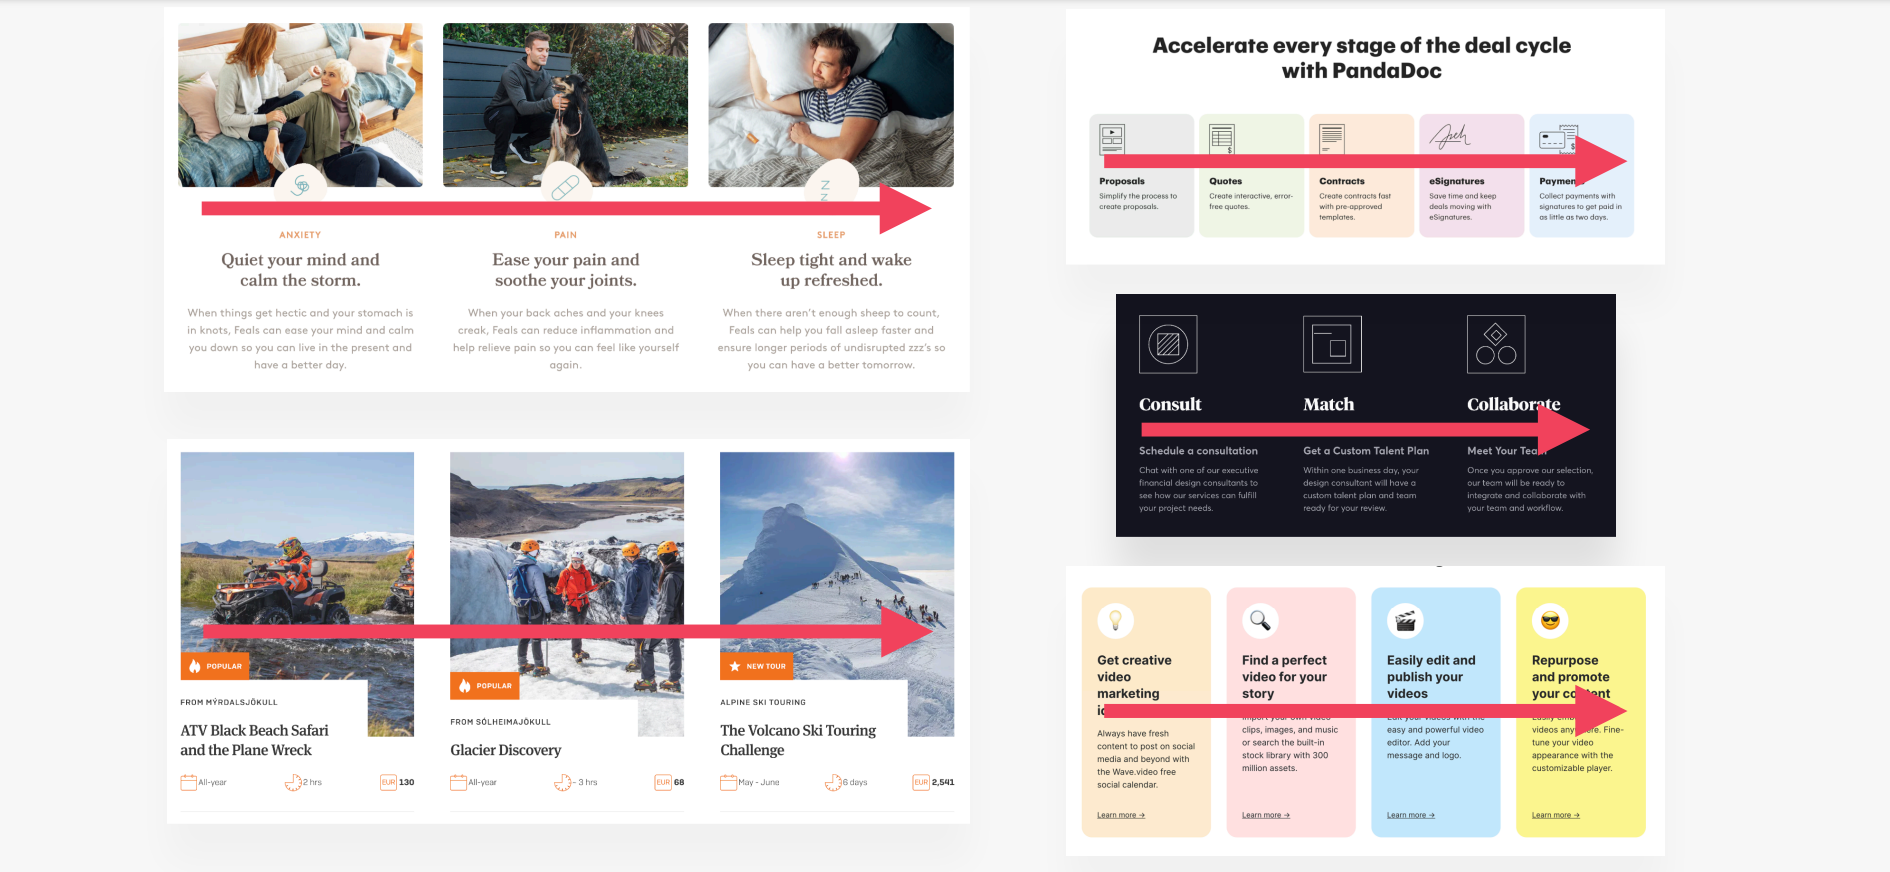 ANXIETY
Quiet your mind and
calm the storm.
When things get hectic and your stomach is
in knots, Feals can ease your mind and calm
you down so you can live in the present and
have a better day.
PAIN
Ease your pain and
soothe your joints.
When your back aches and your knees
creak, Feals can reduce inflammation and
help relieve pain so you can feel like yourself
again.
Z
Z
SLEEP
Sleep tight and wake
up refreshed.
When there aren't enough sheep to count,
Feals can help you fall asleep faster and
ensure longer periods of undisrupted zzz's so
you can have a better tomorrow.
POPULAR
FROM MÝRDALSJÖKULL
ATV Black Beach Safari
and the Plane Wreck
All-year
2 hrs
EUR 130
POPULAR
FROM SÓLHEIMAJÖKULL
Glacier Discovery
All-year
~ 3 hrs
EUR 68
NEW TOUR
ALPINE SKI TOURING
The Volcano Ski Touring
Challenge
May - June
6 days
EUR 2,541
Accelerate every stage of the deal cycle
with PandaDoc
Proposals
Simplify the process to
create proposals.
$
Quotes
Create interactive, error-
free quotes.
Contracts
Create contracts fast
with pre-approved
templates.
eSignatures
Save time and keep
deals moving with
eSignatures.
$
Payments
Collect payments with
signatures to get paid in
as little as two days.
Consult
Schedule a consultation
Chat with one of our executive
financial design consultants to
see how our services can fulfill
your project needs.
Match
Get a Custom Talent Plan
Within one business day, your
design consultant will have a
custom talent plan and team
ready for your review.
Collaborate
Meet Your Team
Once you approve our selection,
our team will be ready to
integrate and collaborate with
your team and workflow.
Get creative
video
marketing
Always have fresh
content to post on social
media and beyond with
the Wave.video free
social calendar.
Learn more →
Find a perfect
video for your
story
Import your own video
clips, images, and music
or search the built-in
stock library with 300
million assets.
Learn more →
Easily edit and
publish your
videos
Edit your videos with the
easy and powerful video
editor. Add your
message and logo.
Learn more →
Repurpose
and promote
your content
Easily
videos anywhere. Fine-
tune your video
appearance with the
customizable player.
Learn more →